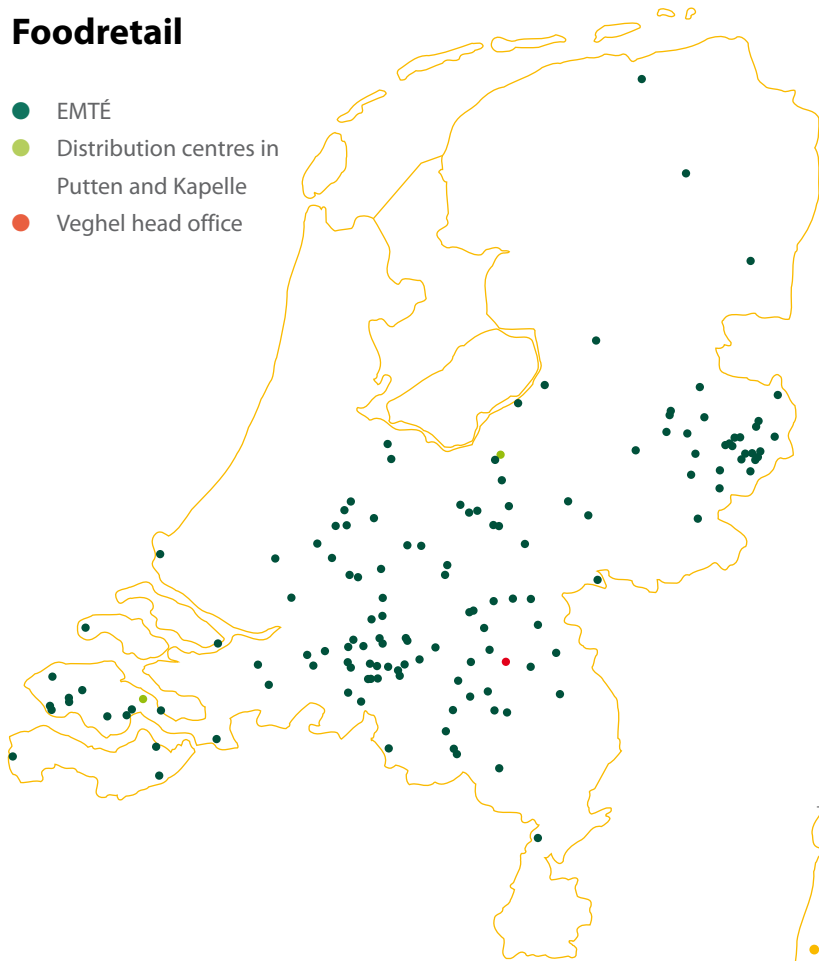 Foodretail
EMTÉ
Distribution centres in
Putten and Kapelle
Veghel head office